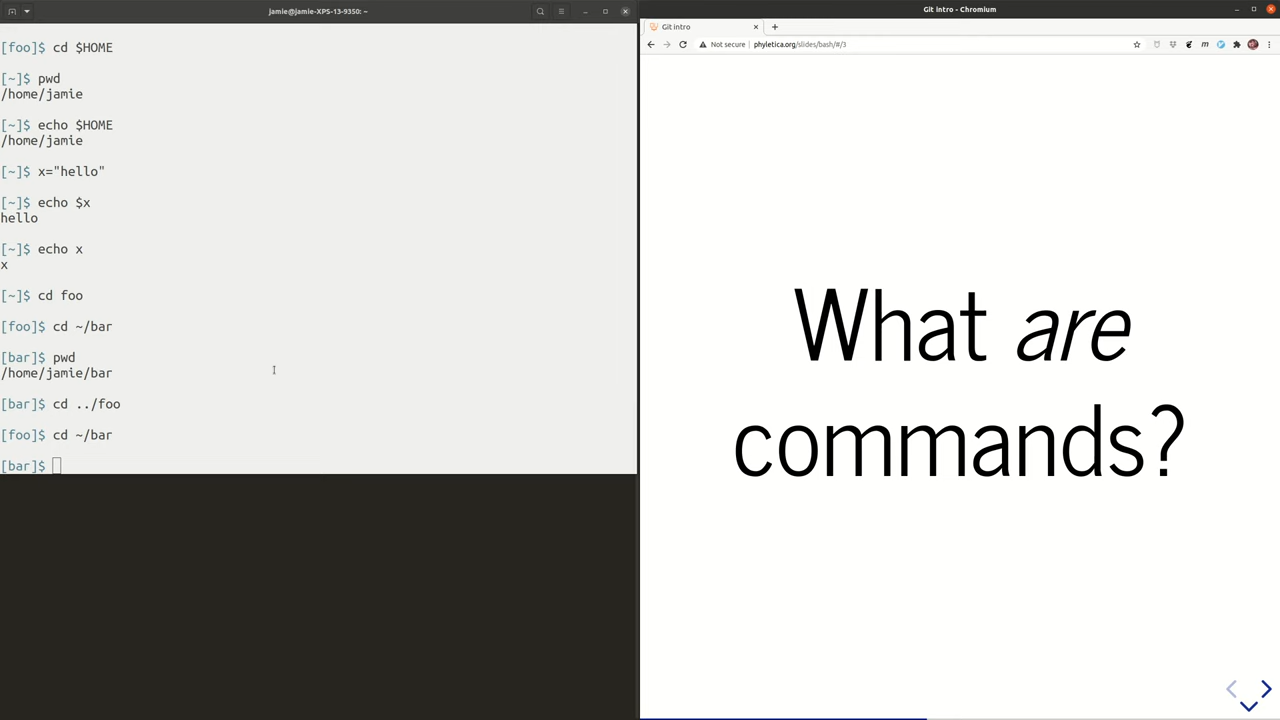 jamie@jamie-XPS-13-9350: ~
[foo]$ cd $HOME
[~]$ pwd
/home/jamie
[~]$ echo $HOME
/home/jamie
[~]$ x="hello"
[~]$ echo $x
hello
[~]$ echo x
x
[~]$ cd foo
[foo]$ cd ~/bar
[bar]$ pwd
/home/jamie/bar
[bar]$ cd ../foo
[foo]$ cd ~/bar
[bar]$
Git intro - Chromium
Git intro
Not secure
phyletica.org/slides/bash/#/3
What are
commands?